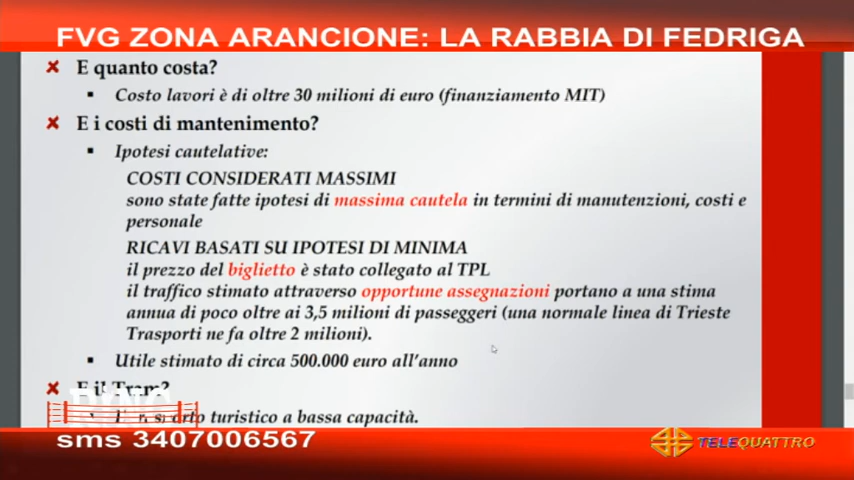 FVG ZONA ARANCIONE: LA RABBIA DI FEDRIGA
E quanto costa?
Costo lavori è di oltre 30 milioni di euro (finanziamento MIT)
E i costi di mantenimento?
Ipotesi cautelative:
COSTI CONSIDERATI MASSIMI
sono state fatte ipotesi di massima cautela in termini di manutenzioni, costi e
personale
RICAVI BASATI SU IPOTESI DI MINIMA
il prezzo del biglietto è stato collegato al TPL
il traffico stimato attraverso opportune assegnazioni portano a una stima
annua di poco oltre ai 3,5 milioni di passeggeri (una normale linea di Trieste
Trasporti ne fa oltre 2 milioni).
Utile stimato di circa 500.000 euro all'anno
E il Tram?
turistico a bassa capacità.
sms 3407006567
TELEQUATTRO